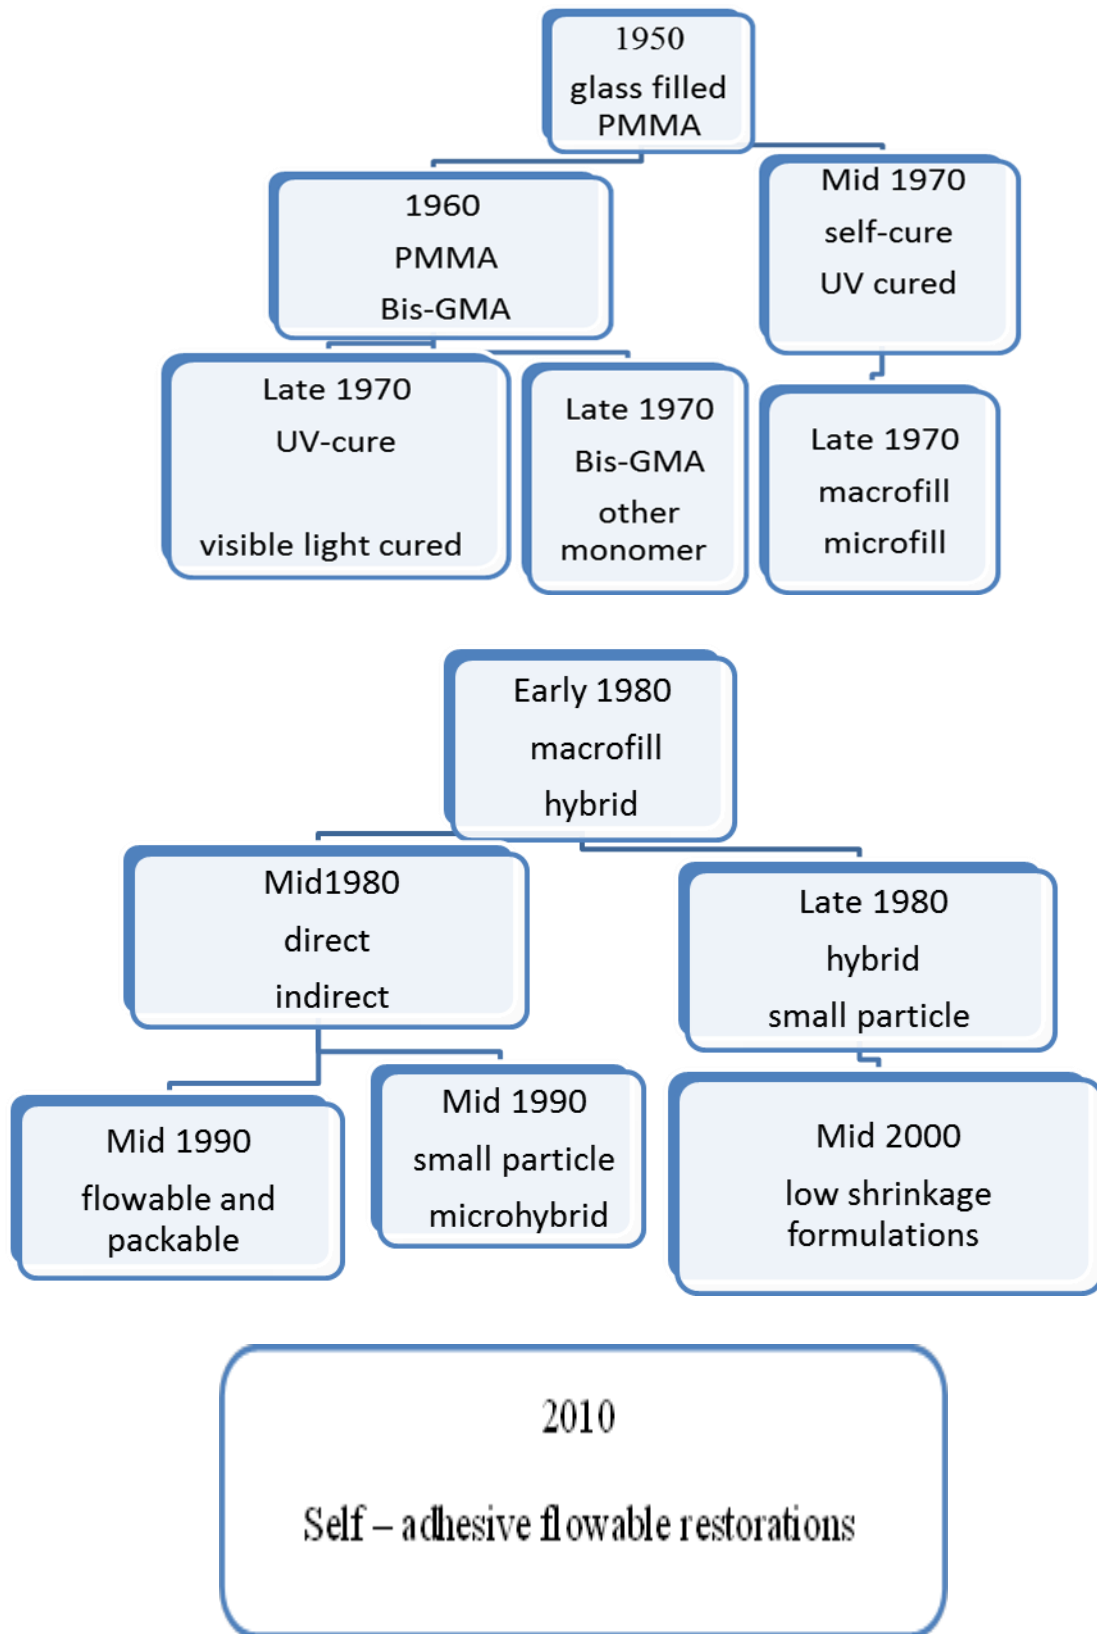 1950
glass filled
PMMA
1960
PMMA
Bis-GMA
Mid 1970
self-cure
UV cured
Late 1970
UV-cure
visible light cured
Late 1970
Bis-GMA
other
monomer
Late 1970
macrofill
microfill
Early 1980
macrofill
hybrid
Mid1980
direct
indirect
Late 1980
hybrid
small particle
Mid 1990
flowable and
packable
Mid 1990
small particle
microhybrid
Mid 2000
low shrinkage
formulations
2010
Self – adhesive flowable restorations